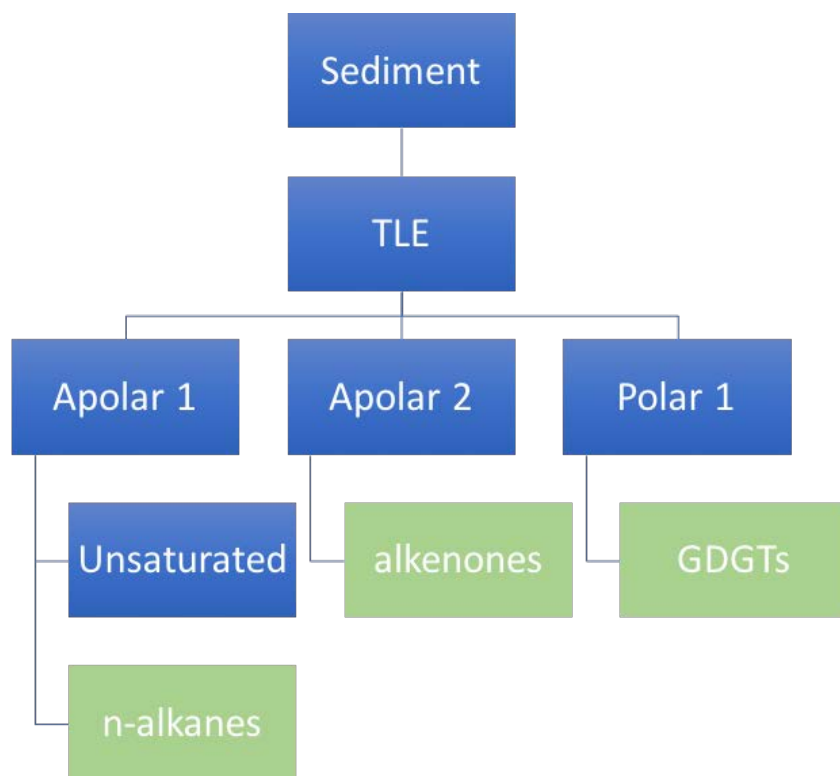 Sediment
TLE
Apolar 1
Apolar 2
Polar 1
Unsaturated
alkenones
GDGTs
n-alkanes